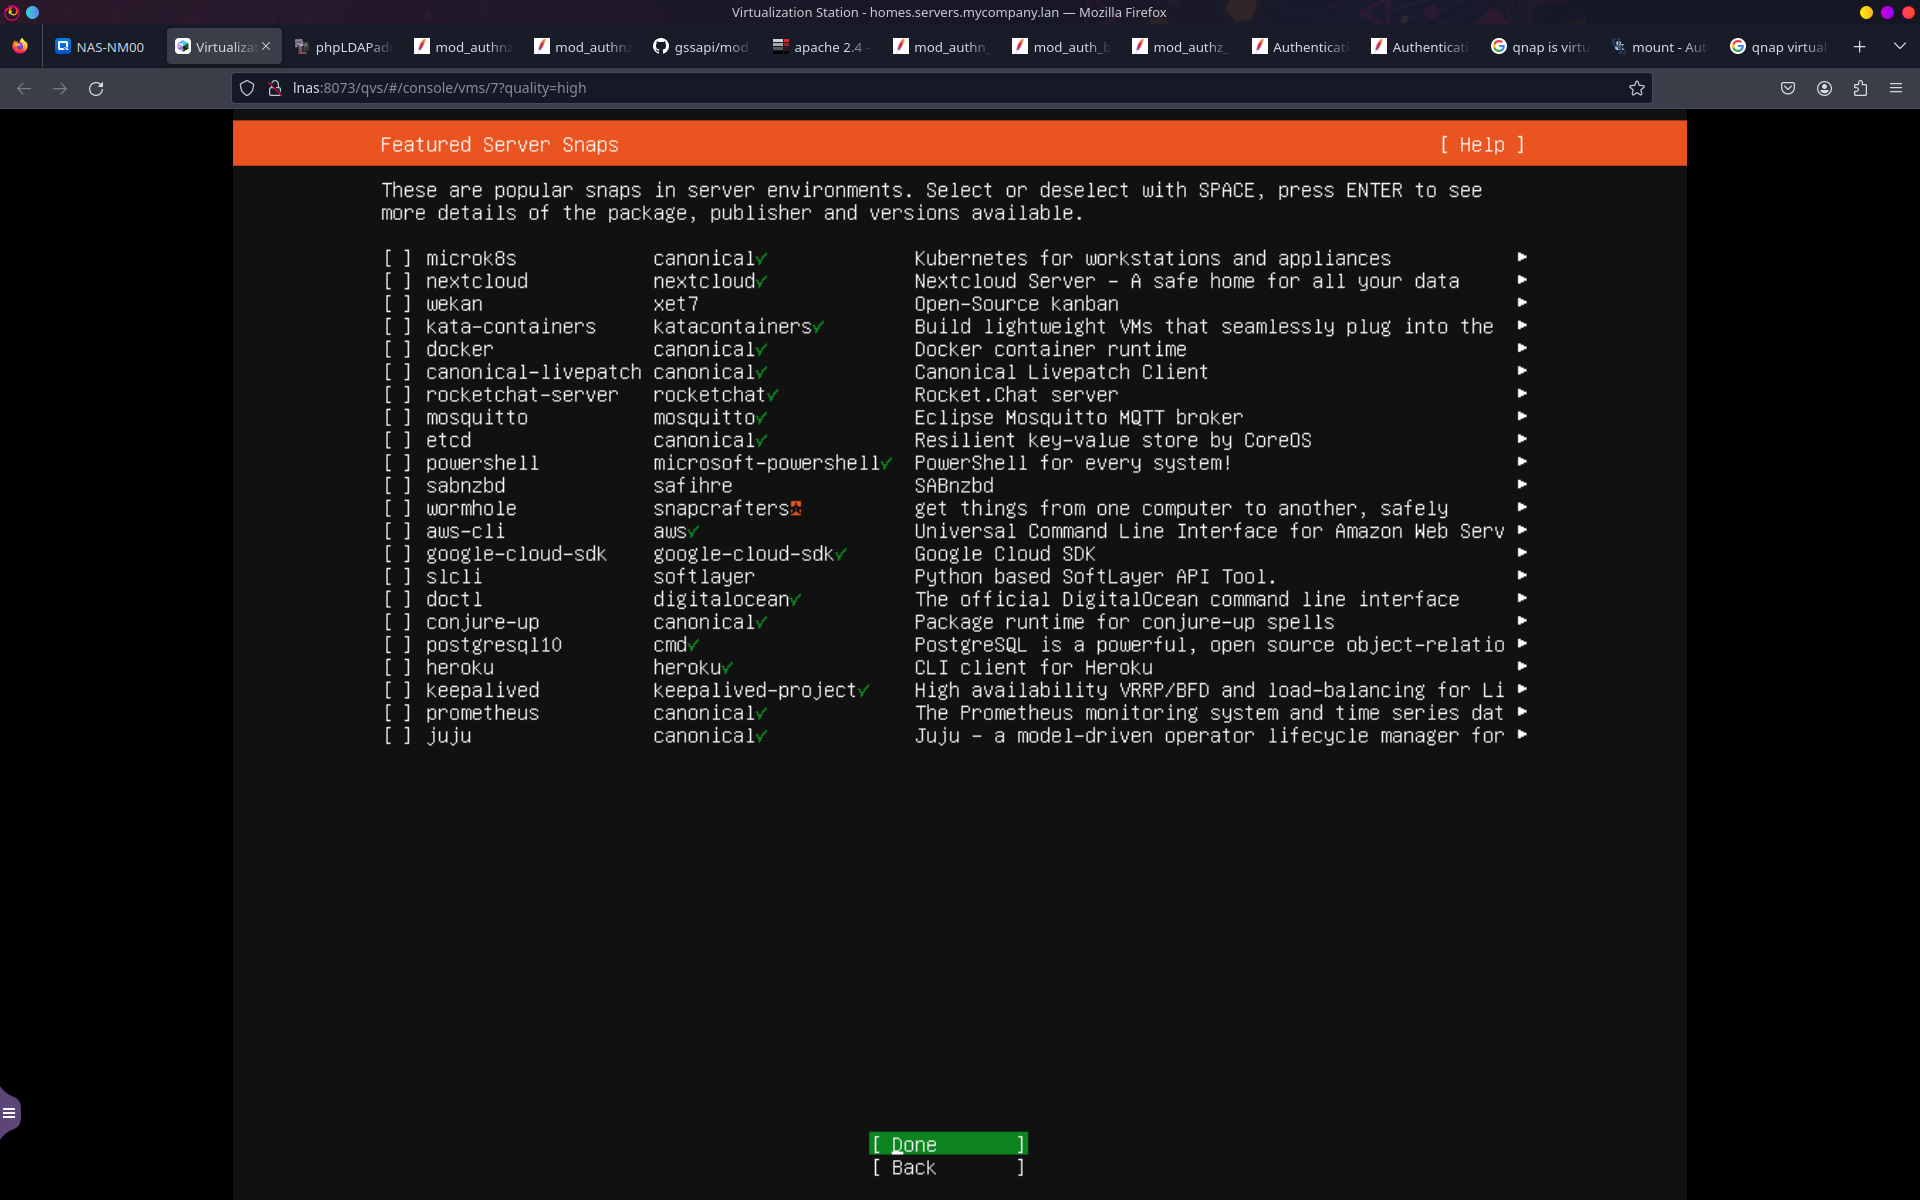 Virtualization Station - homes.servers.mycompany.lan — Mozilla Firefox
NAS-NM00
Virtualiza
phpLDAPad
mod_authnz
mod_authnz
gssapi/mod
apache 2.4 -
mod_authn_
mod_auth_b
mod_authz_
Authenticati
Authenticati
qnap is virtu
mount - Aut
qnap virtual
lnas:8073/qvs/#/console/vms/7?quality=high
Featured Server Snaps [ Help ]
These are popular snaps in server environments. Select or deselect with SPACE, press ENTER to see
more details of the package, publisher and versions available.
[ ] microk8s canonical✓ Kubernetes for workstations and appliances ▸
[ ] nextcloud nextcloud✓ Nextcloud Server - A safe home for all your data ▸
[ ] wekan xet7 Open-Source kanban ▸
[ ] kata-containers katacontainers✓ Build lightweight VMs that seamlessly plug into the ▸
[ ] docker canonical✓ Docker container runtime ▸
[ ] canonical-livepatch canonical✓ Canonical Livepatch Client ▸
[ ] rocketchat-server rocketchat✓ Rocket.Chat server ▸
[ ] mosquitto mosquitto✓ Eclipse Mosquitto MQTT broker ▸
[ ] etcd canonical✓ Resilient key-value store by CoreOS ▸
[ ] powershell microsoft-powershell✓ PowerShell for every system! ▸
[ ] sabnzbd safihre SABnzbd ▸
[ ] wormhole snapcrafters get things from one computer to another, safely ▸
[ ] aws-cli aws✓ Universal Command Line Interface for Amazon Web Serv ▸
[ ] google-cloud-sdk google-cloud-sdk✓ Google Cloud SDK ▸
[ ] slcli softlayer Python based SoftLayer API Tool. ▸
[ ] doctl digitalocean✓ The official DigitalOcean command line interface ▸
[ ] conjure-up canonical✓ Package runtime for conjure-up spells ▸
[ ] postgresql10 cmd✓ PostgreSQL is a powerful, open source object-relatio ▸
[ ] heroku heroku✓ CLI client for Heroku ▸
[ ] keepalived keepalived-project✓ High availability VRRP/BFD and load-balancing for Li ▸
[ ] prometheus canonical✓ The Prometheus monitoring system and time series dat ▸
[ ] juju canonical✓ Juju - a model-driven operator lifecycle manager for ▸
[ Done ]
[ Back ]